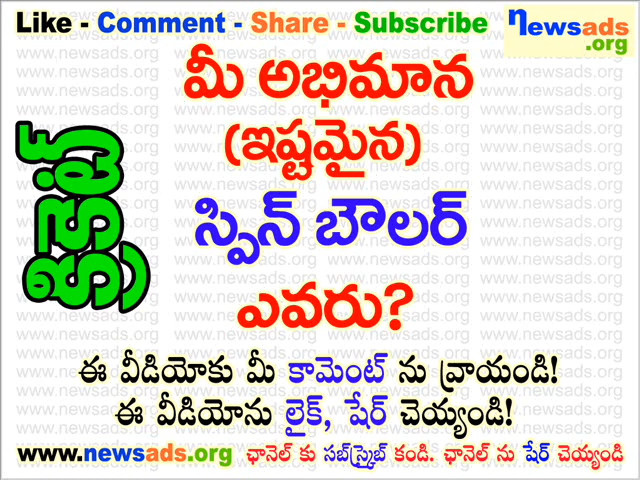 Like - Comment - Share - Subscribe
newsads
.org
మీ అభిమాన
(ఇష్టమైన)
స్పిన్ బౌలర్
ఎవరు?
క్రికెట్
ఈ వీడియోకు మీ కామెంట్ ను వ్రాయండి!
ఈ వీడియోను లైక్, షేర్ చెయ్యండి!
www.newsads.org ఛానెల్ కు సబ్‌స్క్రైబ్ కండి. ఛానెల్ ను షేర్ చెయ్యండి